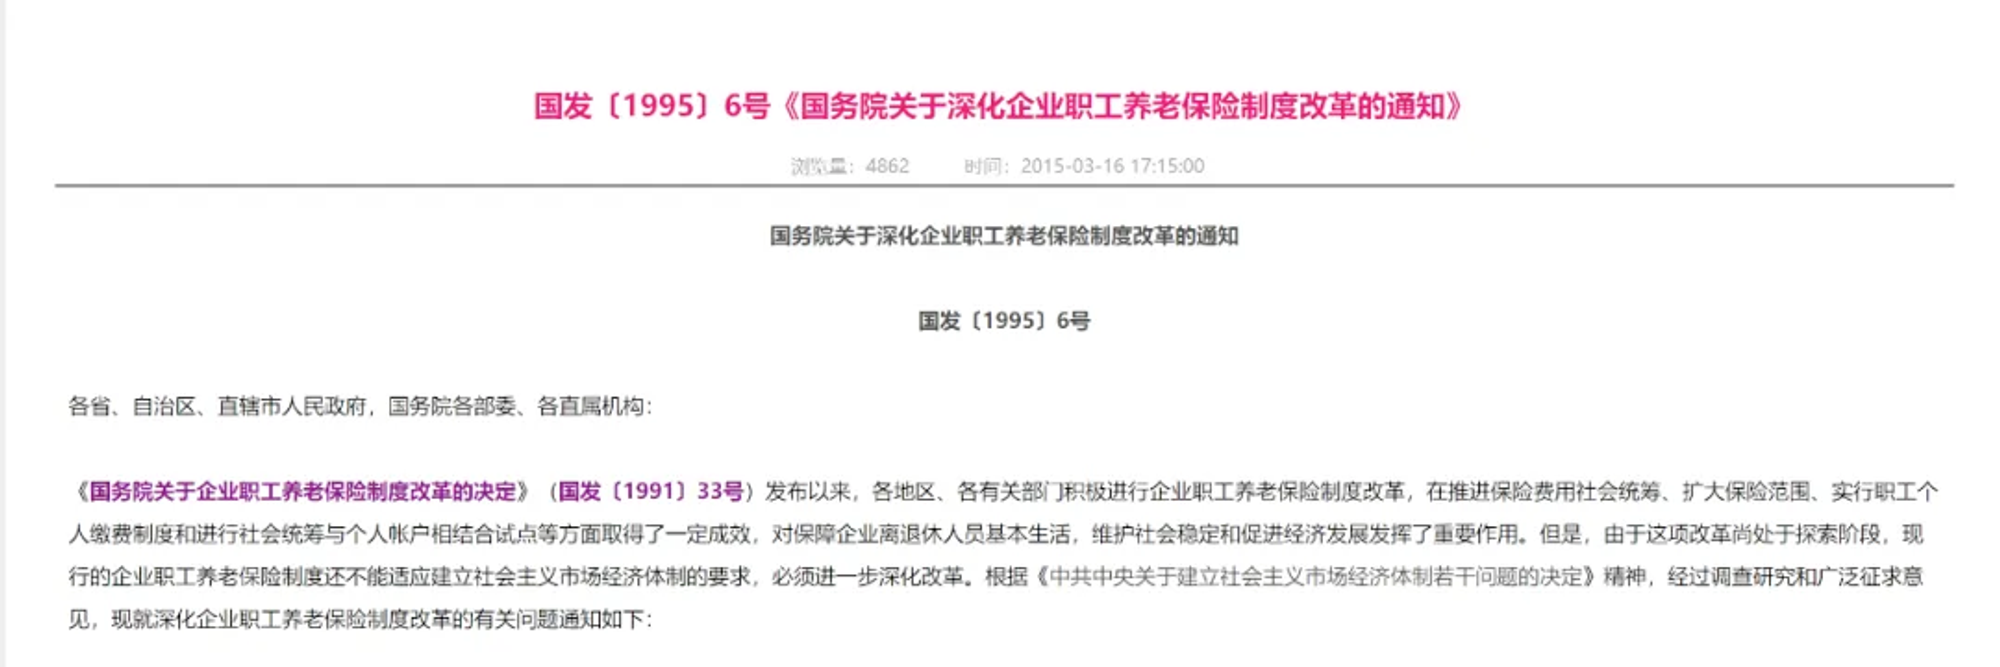 国发〔1995〕6号《国务院关于深化企业职工养老保险制度改革的通知》
浏览量：4862 时间：2015-03-16 17:15:00
国务院关于深化企业职工养老保险制度改革的通知
国发〔1995〕6号
各省、自治区、直辖市人民政府，国务院各部委、各直属机构：
《国务院关于企业职工养老保险制度改革的决定》（国发〔1991〕33号）发布以来，各地区、各有关部门积极进行企业职工养老保险制度改革，在推进保险费用社会统筹、扩大保险范围、实行职工个
人缴费制度和进行社会统筹与个人帐户相结合试点等方面取得了一定成效，对保障企业离退休人员基本生活，维护社会稳定和促进经济发展发挥了重要作用。但是，由于这项改革尚处于探索阶段，现
行的企业职工养老保险制度还不能适应建立社会主义市场经济体制的要求，必须进一步深化改革。根据《中共中央关于建立社会主义市场经济体制若干问题的决定》精神，经过调查研究和广泛征求意
见，现就深化企业职工养老保险制度改革的有关问题通知如下：